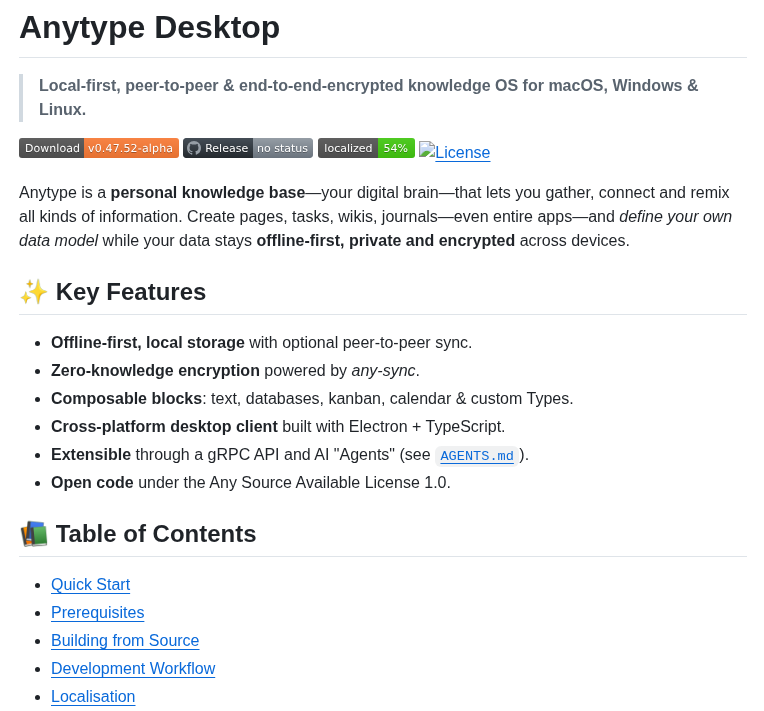 Anytype Desktop
Local-first, peer-to-peer & end-to-end-encrypted knowledge OS for macOS, Windows &
Linux.
Download v0.47.52-alpha Release no status localized 54% License
Anytype is a personal knowledge base—your digital brain—that lets you gather, connect and remix
all kinds of information. Create pages, tasks, wikis, journals—even entire apps—and define your own
data model while your data stays offline-first, private and encrypted across devices.
✨ Key Features
• Offline-first, local storage with optional peer-to-peer sync.
• Zero-knowledge encryption powered by any-sync.
• Composable blocks: text, databases, kanban, calendar & custom Types.
• Cross-platform desktop client built with Electron + TypeScript.
• Extensible through a gRPC API and AI "Agents" (see AGENTS.md).
• Open code under the Any Source Available License 1.0.
📚 Table of Contents
• Quick Start
• Prerequisites
• Building from Source
• Development Workflow
• Localisation